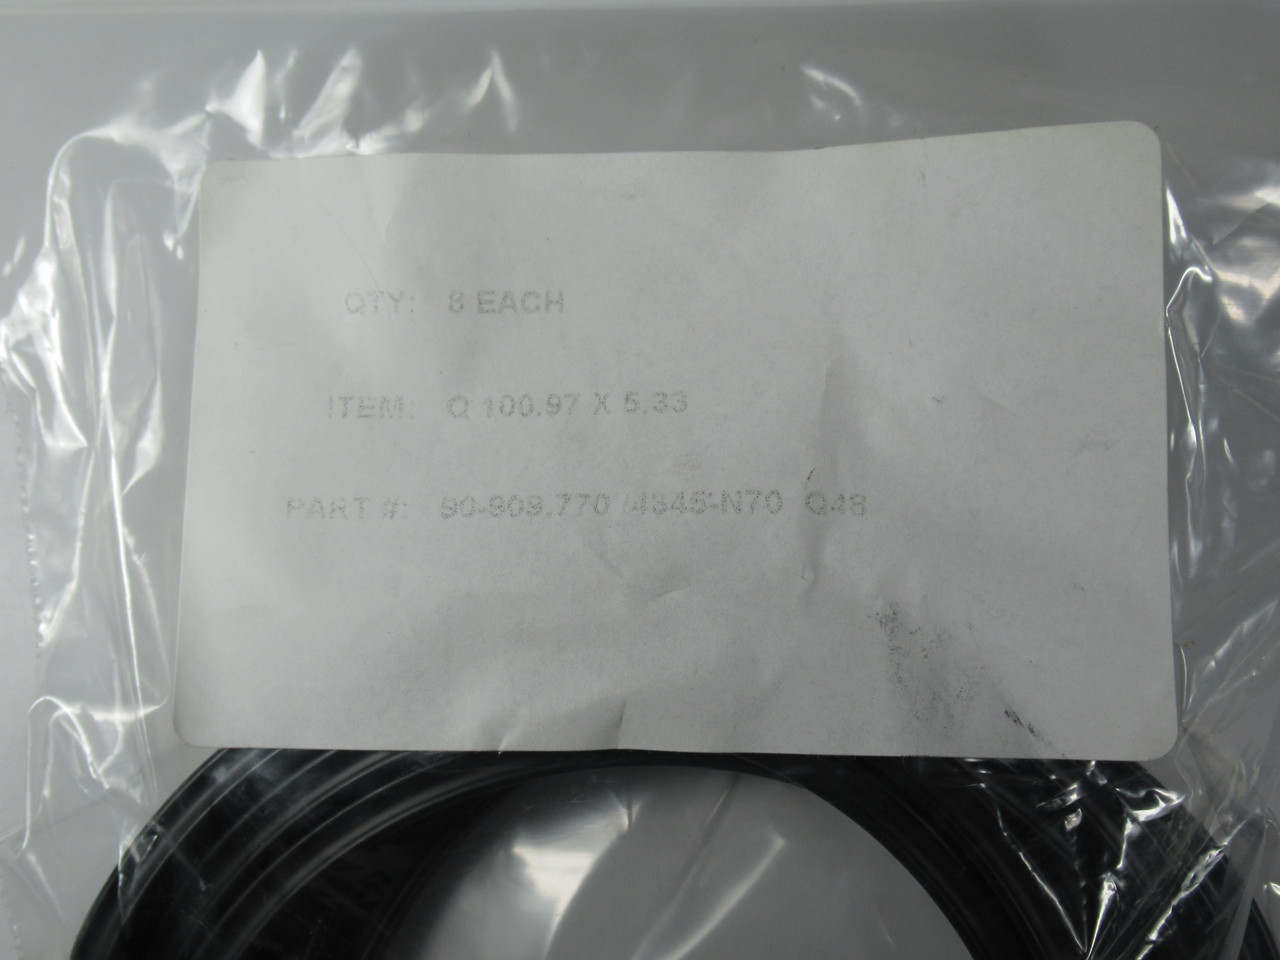 QTY: 8 EACH
ITEM: Q 100.97 X 5.33
PART #: 90-909.770 /4345-N70 Q48